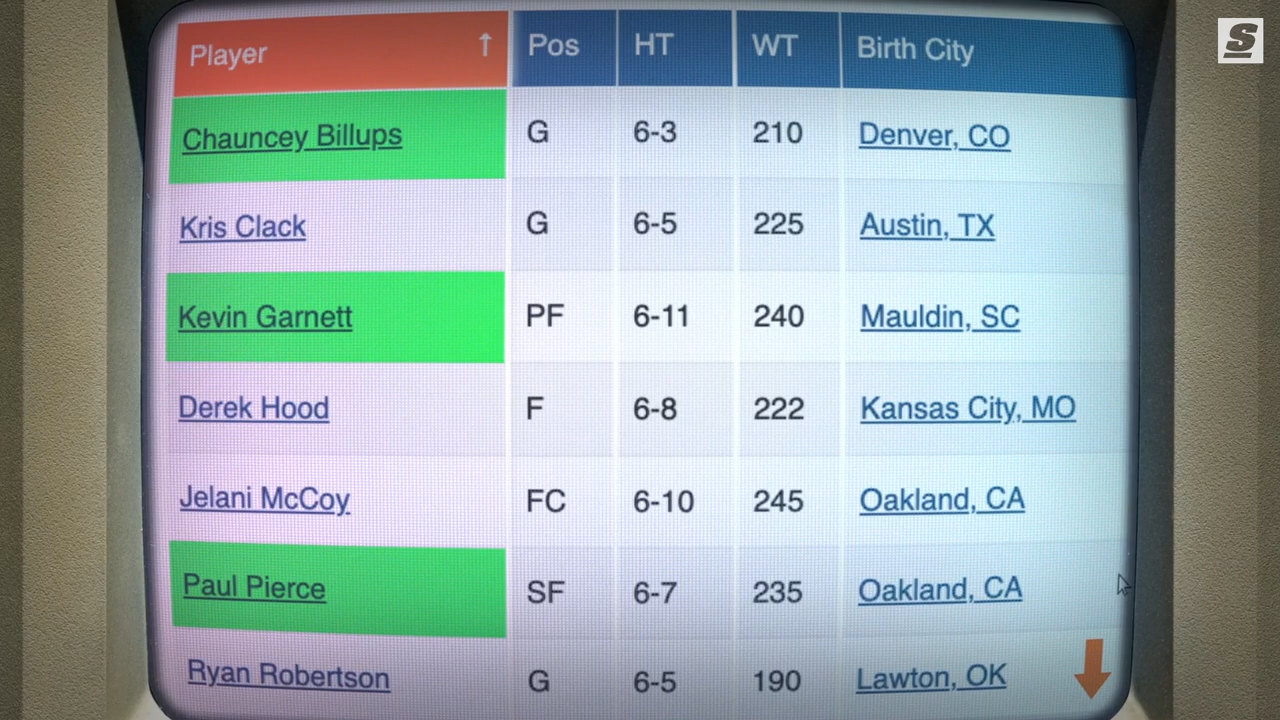 S
Player ↑ Pos HT WT Birth City
Chauncey Billups G 6-3 210 Denver, CO
Kris Clack G 6-5 225 Austin, TX
Kevin Garnett PF 6-11 240 Mauldin, SC
Derek Hood F 6-8 222 Kansas City, MO
Jelani McCoy FC 6-10 245 Oakland, CA
Paul Pierce SF 6-7 235 Oakland, CA
Ryan Robertson G 6-5 190 Lawton, OK